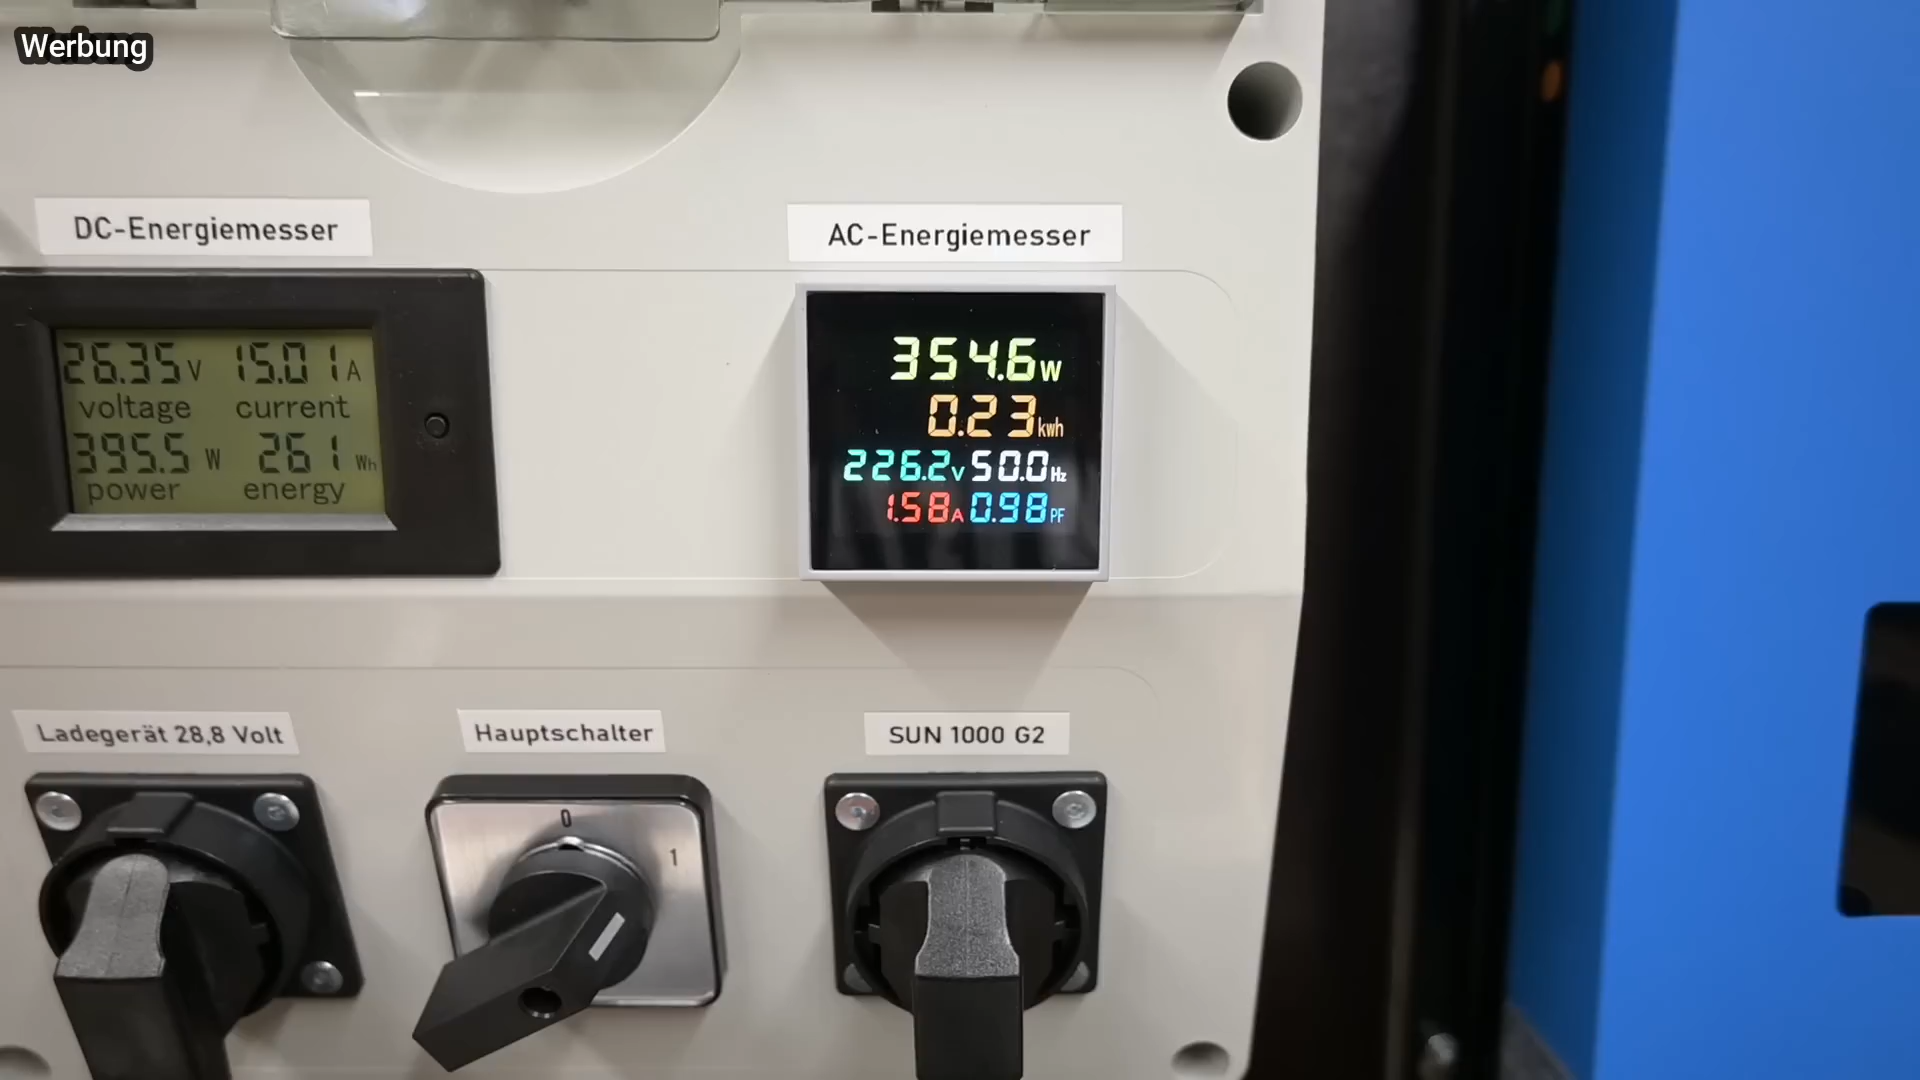 Werbung
DC-Energiemesser
AC-Energiemesser
26.35 V 15.01 A
voltage current
395.5 W 261 Wh
power energy
354.6 W
0.23 kwh
226.2 V 50.0 Hz
1.58 A 0.98 PF
Ladegerät 28,8 Volt
Hauptschalter
SUN 1000 G2
0
1